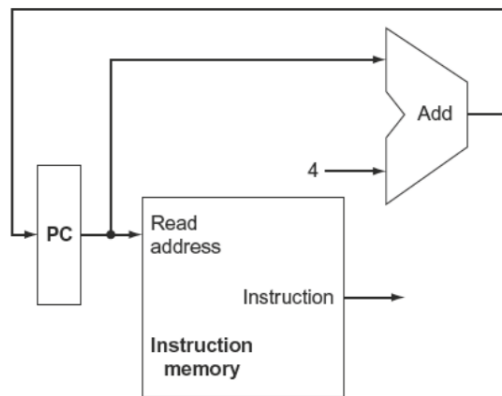 Add
4
PC
Read
address
Instruction
Instruction
memory